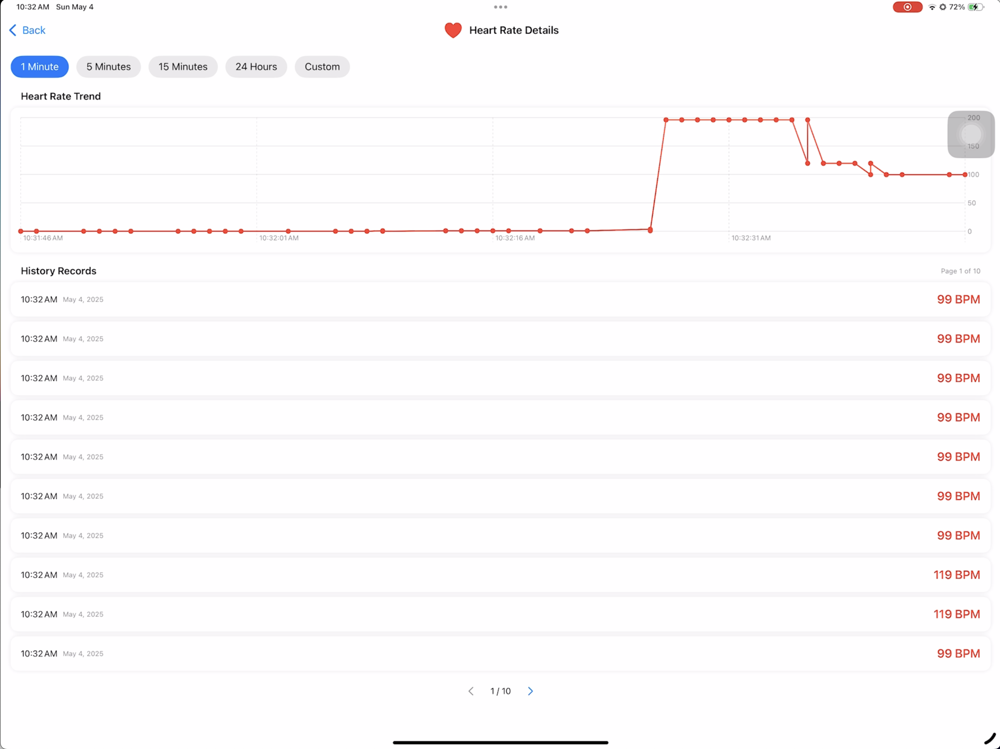 10:32 AM Sun May 4
72%
Back
Heart Rate Details
1 Minute 5 Minutes 15 Minutes 24 Hours Custom
Heart Rate Trend
200
150
100
50
0
10:31:46 AM 10:32:01 AM 10:32:16 AM 10:32:31 AM
History Records Page 1 of 10
10:32 AM May 4, 2025 99 BPM
10:32 AM May 4, 2025 99 BPM
10:32 AM May 4, 2025 99 BPM
10:32 AM May 4, 2025 99 BPM
10:32 AM May 4, 2025 99 BPM
10:32 AM May 4, 2025 99 BPM
10:32 AM May 4, 2025 99 BPM
10:32 AM May 4, 2025 119 BPM
10:32 AM May 4, 2025 119 BPM
10:32 AM May 4, 2025 99 BPM
1 / 10